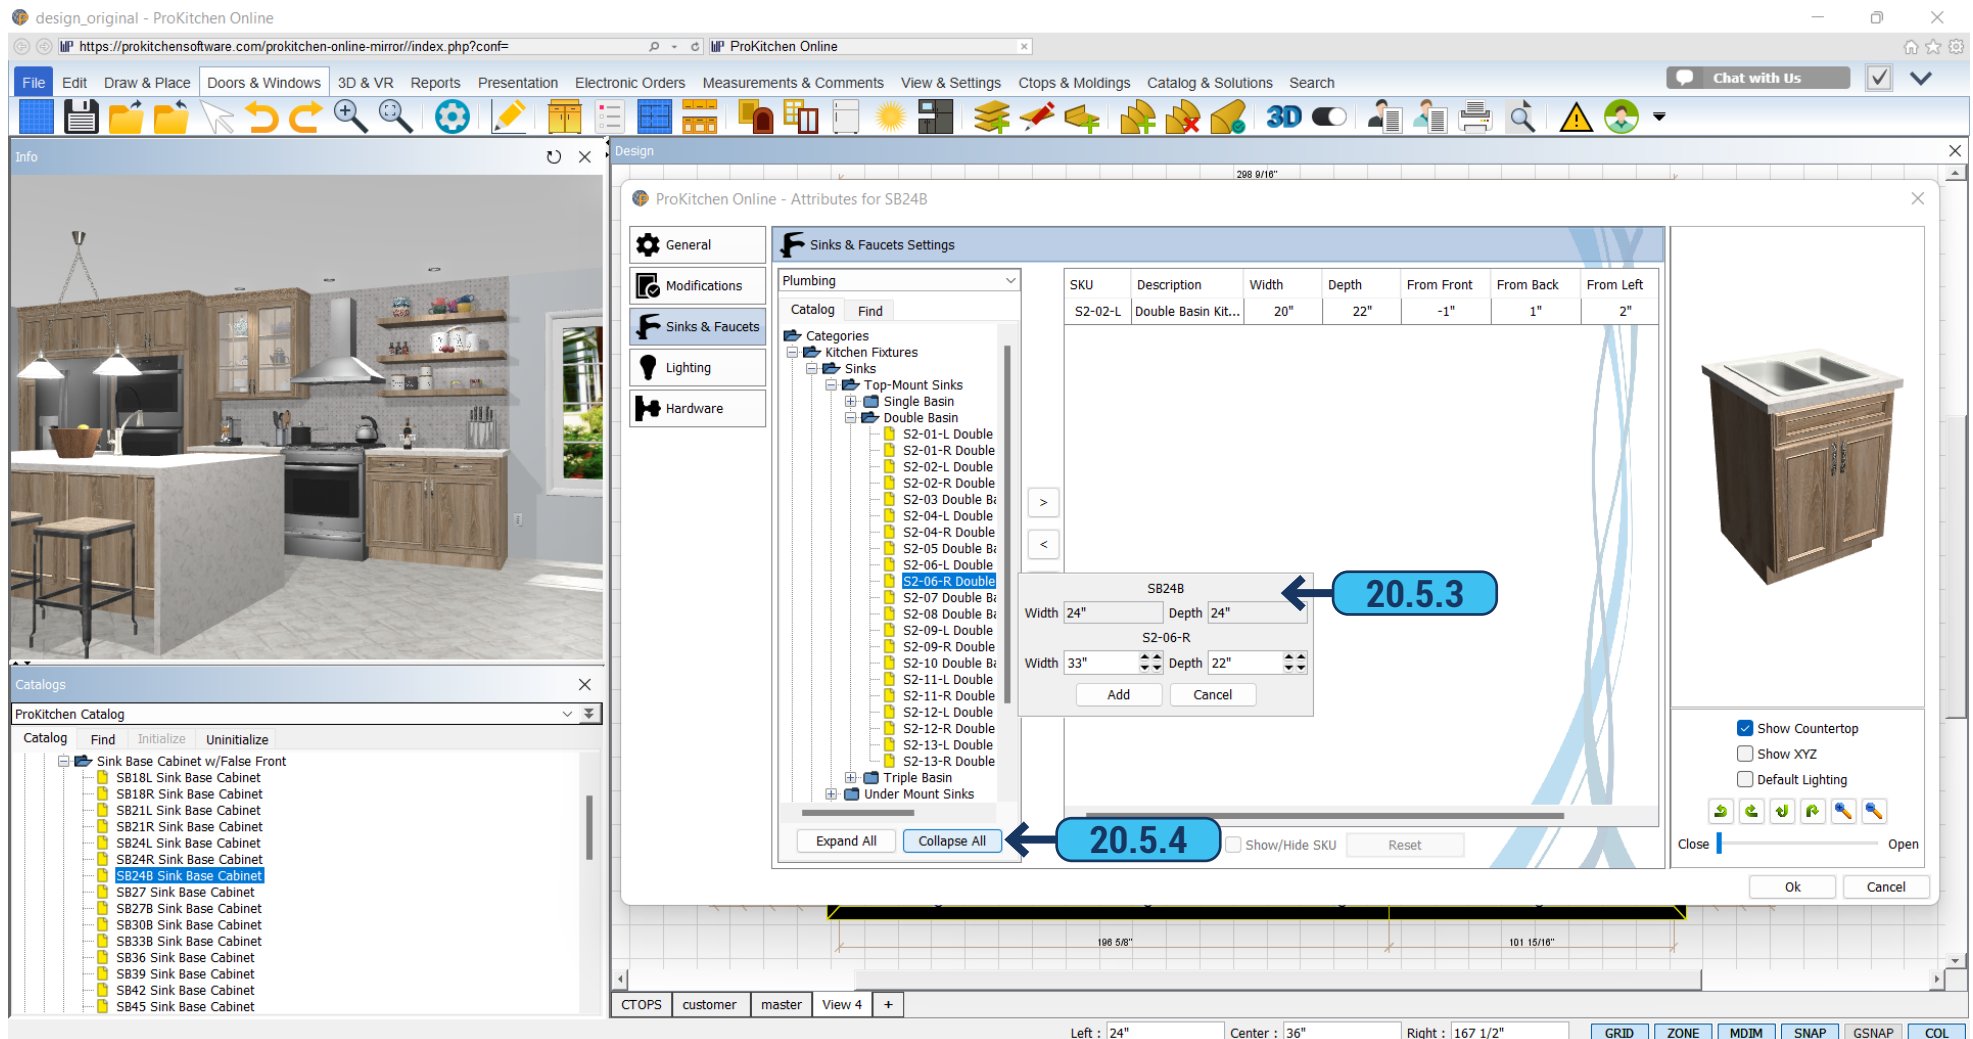 design_original - ProKitchen Online
https://prokitchensoftware.com/prokitchen-online-mirror//index.php?conf=
ProKitchen Online
File Edit Draw & Place Doors & Windows 3D & VR Reports Presentation Electronic Orders Measurements & Comments View & Settings Ctops & Moldings Catalog & Solutions Search
Chat with Us
3D
Info
Design
298 9/16"
ProKitchen Online - Attributes for SB24B
General
Modifications
Sinks & Faucets
Lighting
Hardware
Sinks & Faucets Settings
Plumbing
Catalog Find
Categories
Kitchen Fixtures
Sinks
Top-Mount Sinks
Single Basin
Double Basin
S2-01-L Double
S2-01-R Double
S2-02-L Double
S2-02-R Double
S2-03 Double Ba
S2-04-L Double
S2-04-R Double
S2-05 Double Ba
S2-06-L Double
S2-06-R Double
S2-07 Double Ba
S2-08 Double Ba
S2-09-L Double
S2-09-R Double
S2-10 Double Ba
S2-11-L Double
S2-11-R Double
S2-12-L Double
S2-12-R Double
S2-13-L Double
S2-13-R Double
Triple Basin
Under Mount Sinks
Expand All Collapse All
>
<
SKU Description Width Depth From Front From Back From Left
S2-02-L Double Basin Kit... 20" 22" -1" 1" 2"
SB24B
Width 24" Depth 24"
S2-06-R
Width 33" Depth 22"
Add Cancel
20.5.3
20.5.4
Show/Hide SKU Reset
Show Countertop
Show XYZ
Default Lighting
Close Open
Ok Cancel
Catalogs
ProKitchen Catalog
Catalog Find Initialize Uninitialize
Sink Base Cabinet w/False Front
SB18L Sink Base Cabinet
SB18R Sink Base Cabinet
SB21L Sink Base Cabinet
SB21R Sink Base Cabinet
SB24L Sink Base Cabinet
SB24R Sink Base Cabinet
SB24B Sink Base Cabinet
SB27 Sink Base Cabinet
SB27B Sink Base Cabinet
SB30B Sink Base Cabinet
SB33B Sink Base Cabinet
SB36 Sink Base Cabinet
SB39 Sink Base Cabinet
SB42 Sink Base Cabinet
SB45 Sink Base Cabinet
196 5/8"
101 15/16"
CTOPS customer master View 4 +
Left : 24" Center : 36" Right : 167 1/2" GRID ZONE MDIM SNAP GSNAP COL